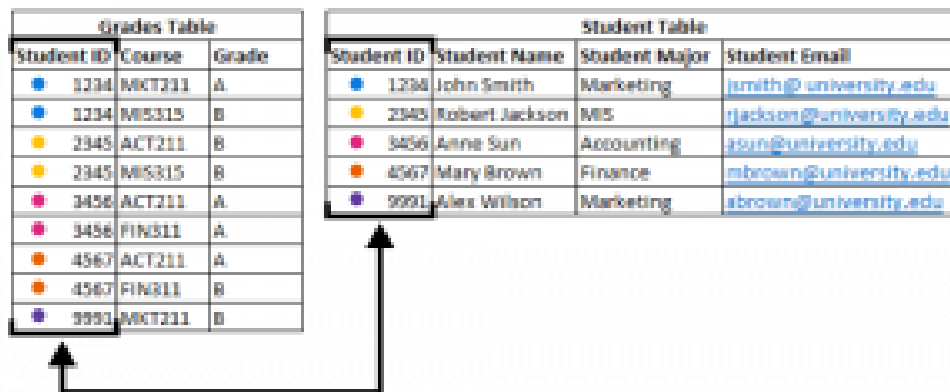 Grades Table
Student ID Course Grade
1234 MKT211 A
1234 MIS315 B
2345 ACT211 B
2345 MIS315 B
3456 ACT211 A
3456 FIN311 A
4567 ACT211 A
4567 FIN311 B
9991 MKT211 B
Student Table
Student ID Student Name Student Major Student Email
1234 John Smith Marketing jsmith@ university.edu
2345 Robert Jackson MIS rjackson@university.edu
3456 Anne Sun Accounting asun@university.edu
4567 Mary Brown Finance mbrown@university.edu
9991 Alex Wilson Marketing abrown@university.edu